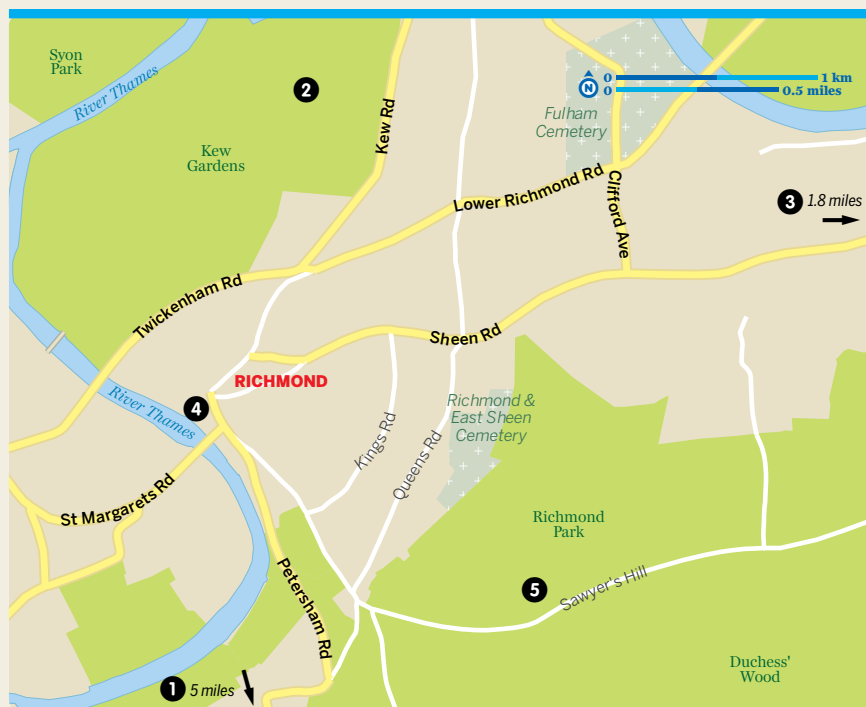 Syon
Park
River Thames
2
Kew
Gardens
Kew Rd
0 1 km
N
0 0.5 miles
Fulham
Cemetery
Lower Richmond Rd
Clifford Ave
3 1.8 miles
Twickenham Rd
Sheen Rd
RICHMOND
4
River Thames
Richmond &
East Sheen
Cemetery
Kings Rd
Queens Rd
St Margarets Rd
Richmond
Park
Petersham Rd
5
Sawyer's Hill
Duchess'
Wood
1 5 miles